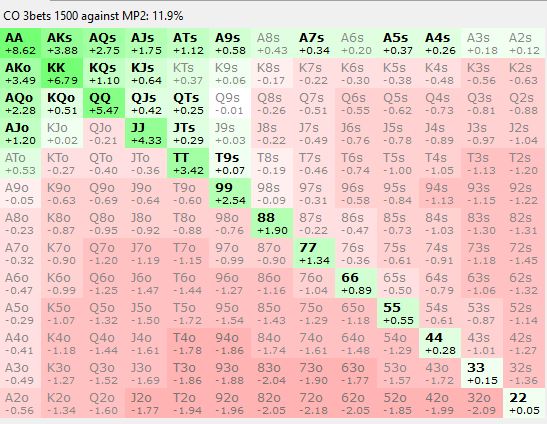 CO 3bets 1500 against MP2: 11.9%
AA AKs AQs AJs ATs A9s A8s A7s A6s A5s A4s A3s A2s
+8.62 +3.88 +2.75 +1.75 +1.12 +0.58 +0.43 +0.34 +0.20 +0.37 +0.26 +0.18 +0.12
AKo KK KQs KJs KTs K9s K8s K7s K6s K5s K4s K3s K2s
+3.49 +6.79 +1.10 +0.64 +0.37 +0.06 -0.17 -0.22 -0.30 -0.38 -0.48 -0.56 -0.63
AQo KQo QQ QJs QTs Q9s Q8s Q7s Q6s Q5s Q4s Q3s Q2s
+2.28 +0.51 +5.47 +0.42 +0.25 -0.01 -0.26 -0.51 -0.55 -0.62 -0.73 -0.81 -0.88
AJo KJo QJo JJ JTs J9s J8s J7s J6s J5s J4s J3s J2s
+1.20 +0.02 -0.21 +4.33 +0.29 +0.03 -0.22 -0.49 -0.76 -0.78 -0.89 -0.97 -1.04
ATo KTo QTo JTo TT T9s T8s T7s T6s T5s T4s T3s T2s
+0.53 -0.27 -0.40 -0.36 +3.42 +0.07 -0.19 -0.46 -0.74 -1.00 -1.05 -1.13 -1.20
A9o K9o Q9o J9o T9o 99 98s 97s 96s 95s 94s 93s 92s
-0.05 -0.63 -0.69 -0.64 -0.60 +2.54 -0.09 -0.31 -0.58 -0.84 -1.13 -1.15 -1.22
A8o K8o Q8o J8o T8o 98o 88 87s 86s 85s 84s 83s 82s
-0.23 -0.87 -0.95 -0.92 -0.88 -0.76 +1.90 -0.22 -0.47 -0.73 -1.03 -1.30 -1.31
A7o K7o Q7o J7o T7o 97o 87o 77 76s 75s 74s 73s 72s
-0.32 -0.90 -1.20 -1.19 -1.15 -0.99 -0.90 +1.34 -0.36 -0.61 -0.91 -1.18 -1.45
A6o K6o Q6o J6o T6o 96o 86o 76o 66 65s 64s 63s 62s
-0.47 -0.99 -1.25 -1.47 -1.44 -1.27 -1.16 -1.04 +0.89 -0.50 -0.79 -1.06 -1.32
A5o K5o Q5o J5o T5o 95o 85o 75o 65o 55 54s 53s 52s
-0.29 -1.07 -1.32 -1.50 -1.72 -1.54 -1.43 -1.29 -1.18 +0.55 -0.61 -0.87 -1.14
A4o K4o Q4o J4o T4o 94o 84o 74o 64o 54o 44 43s 42s
-0.41 -1.18 -1.44 -1.61 -1.78 -1.86 -1.74 -1.61 -1.48 -1.29 +0.28 -1.01 -1.27
A3o K3o Q3o J3o T3o 93o 83o 73o 63o 53o 43o 33 32s
-0.49 -1.27 -1.52 -1.69 -1.86 -1.88 -2.04 -1.90 -1.77 -1.57 -1.72 +0.15 -1.36
A2o K2o Q2o J2o T2o 92o 82o 72o 62o 52o 42o 32o 22
-0.56 -1.34 -1.60 -1.77 -1.94 -1.96 -2.05 -2.18 -2.05 -1.85 -1.99 -2.09 +0.05